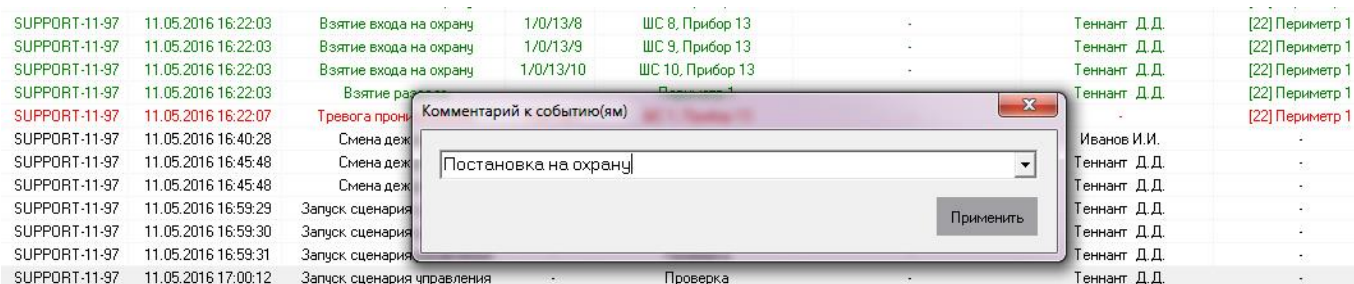 SUPPORT-11-97 11.05.2016 16:22:03 Взятие входа на охрану 1/0/13/8 ШС 8, Прибор 13 - Теннант Д.Д. [22] Периметр 1
SUPPORT-11-97 11.05.2016 16:22:03 Взятие входа на охрану 1/0/13/9 ШС 9, Прибор 13 - Теннант Д.Д. [22] Периметр 1
SUPPORT-11-97 11.05.2016 16:22:03 Взятие входа на охрану 1/0/13/10 ШС 10, Прибор 13 - Теннант Д.Д. [22] Периметр 1
SUPPORT-11-97 11.05.2016 16:22:03 Взятие - Теннант Д.Д. [22] Периметр 1
SUPPORT-11-97 11.05.2016 16:22:07 Тревога - [22] Периметр 1
Комментарий к событию(ям)
SUPPORT-11-97 11.05.2016 16:40:28 Смена Иванов И.И. -
SUPPORT-11-97 11.05.2016 16:45:48 Смена Теннант Д.Д. -
Постановка на охрану
SUPPORT-11-97 11.05.2016 16:45:48 Смена Теннант Д.Д. -
SUPPORT-11-97 11.05.2016 16:59:29 Запуск сценария Теннант Д.Д. -
Применить
SUPPORT-11-97 11.05.2016 16:59:30 Запуск сценария Теннант Д.Д. -
SUPPORT-11-97 11.05.2016 16:59:31 Запуск сценария Теннант Д.Д. -
SUPPORT-11-97 11.05.2016 17:00:12 Запуск сценария управления - Проверка - Теннант Д.Д. -